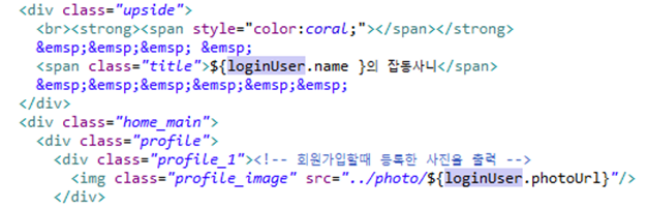 <div class="upside">
<br><strong><span style="color:coral;"></span></strong>
&emsp;&emsp;&emsp; &emsp;
<span class="title">${loginUser.name }의 잡동사니</span>
&emsp;&emsp;&emsp;&emsp;&emsp;
</div>
<div class="home_main">
<div class="profile">
<div class="profile_1"><!-- 회원가입할때 등록한 사진을 출력 -->
<img class="profile_image" src="../photo/${loginUser.photoUrl}"/>
</div>